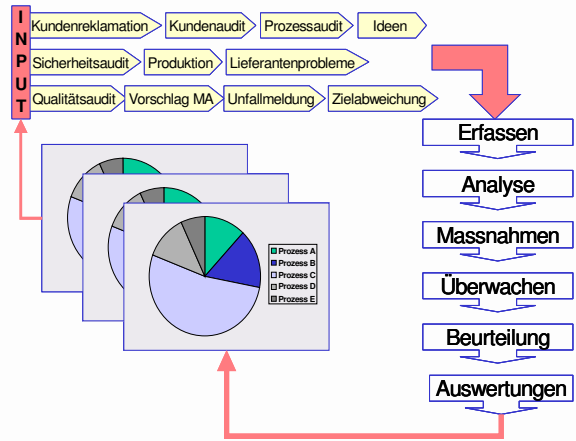 INPUT
Kundenreklamation Kundenaudit Prozessaudit Ideen
Sicherheitsaudit Produktion Lieferantenprobleme
Qualitätsaudit Vorschlag MA Unfallmeldung Zielabweichung
Erfassen
Analyse
Massnahmen
Überwachen
Beurteilung
Auswertungen
Prozess A
Prozess B
Prozess C
Prozess D
Prozess E